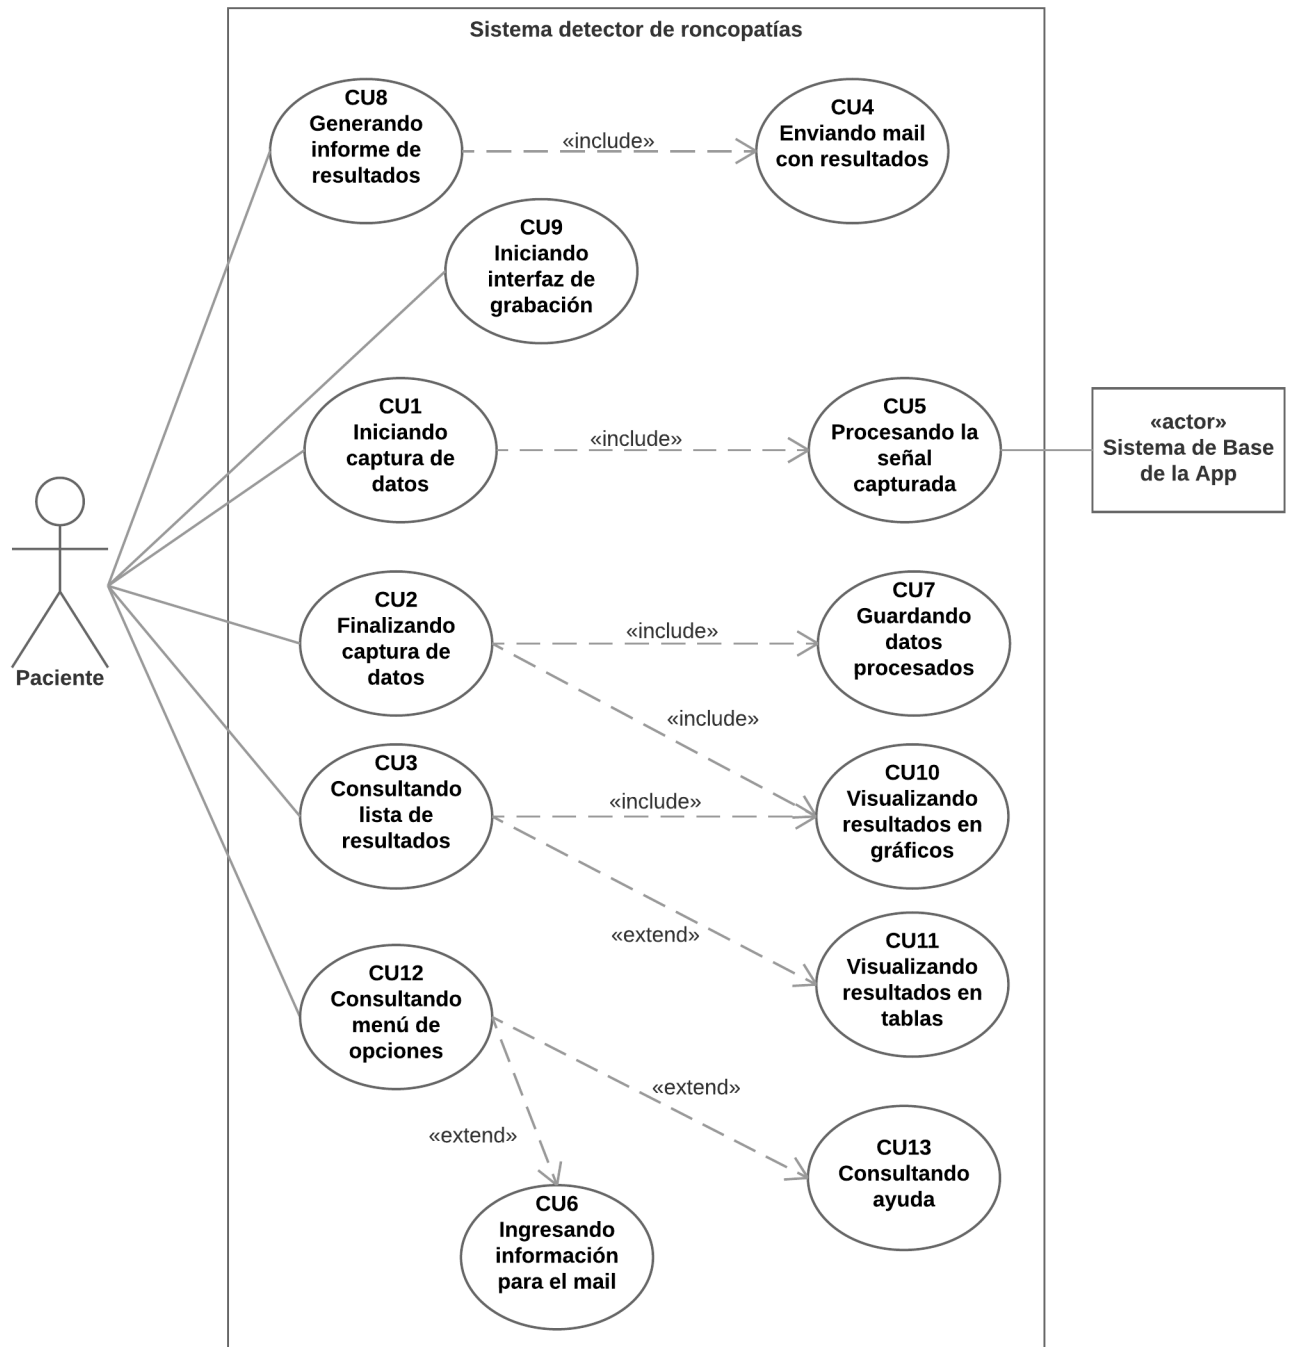 Sistema detector de roncopatías
CU8
Generando
informe de
resultados
«include»
CU4
Enviando mail
con resultados
CU9
Iniciando
interfaz de
grabación
CU1
Iniciando
captura de
datos
«include»
CU5
Procesando la
señal
capturada
«actor»
Sistema de Base
de la App
Paciente
CU2
Finalizando
captura de
datos
«include»
CU7
Guardando
datos
procesados
«include»
CU3
Consultando
lista de
resultados
«include»
CU10
Visualizando
resultados en
gráficos
«extend»
CU11
Visualizando
resultados en
tablas
CU12
Consultando
menú de
opciones
«extend»
«extend»
CU13
Consultando
ayuda
CU6
Ingresando
información
para el mail